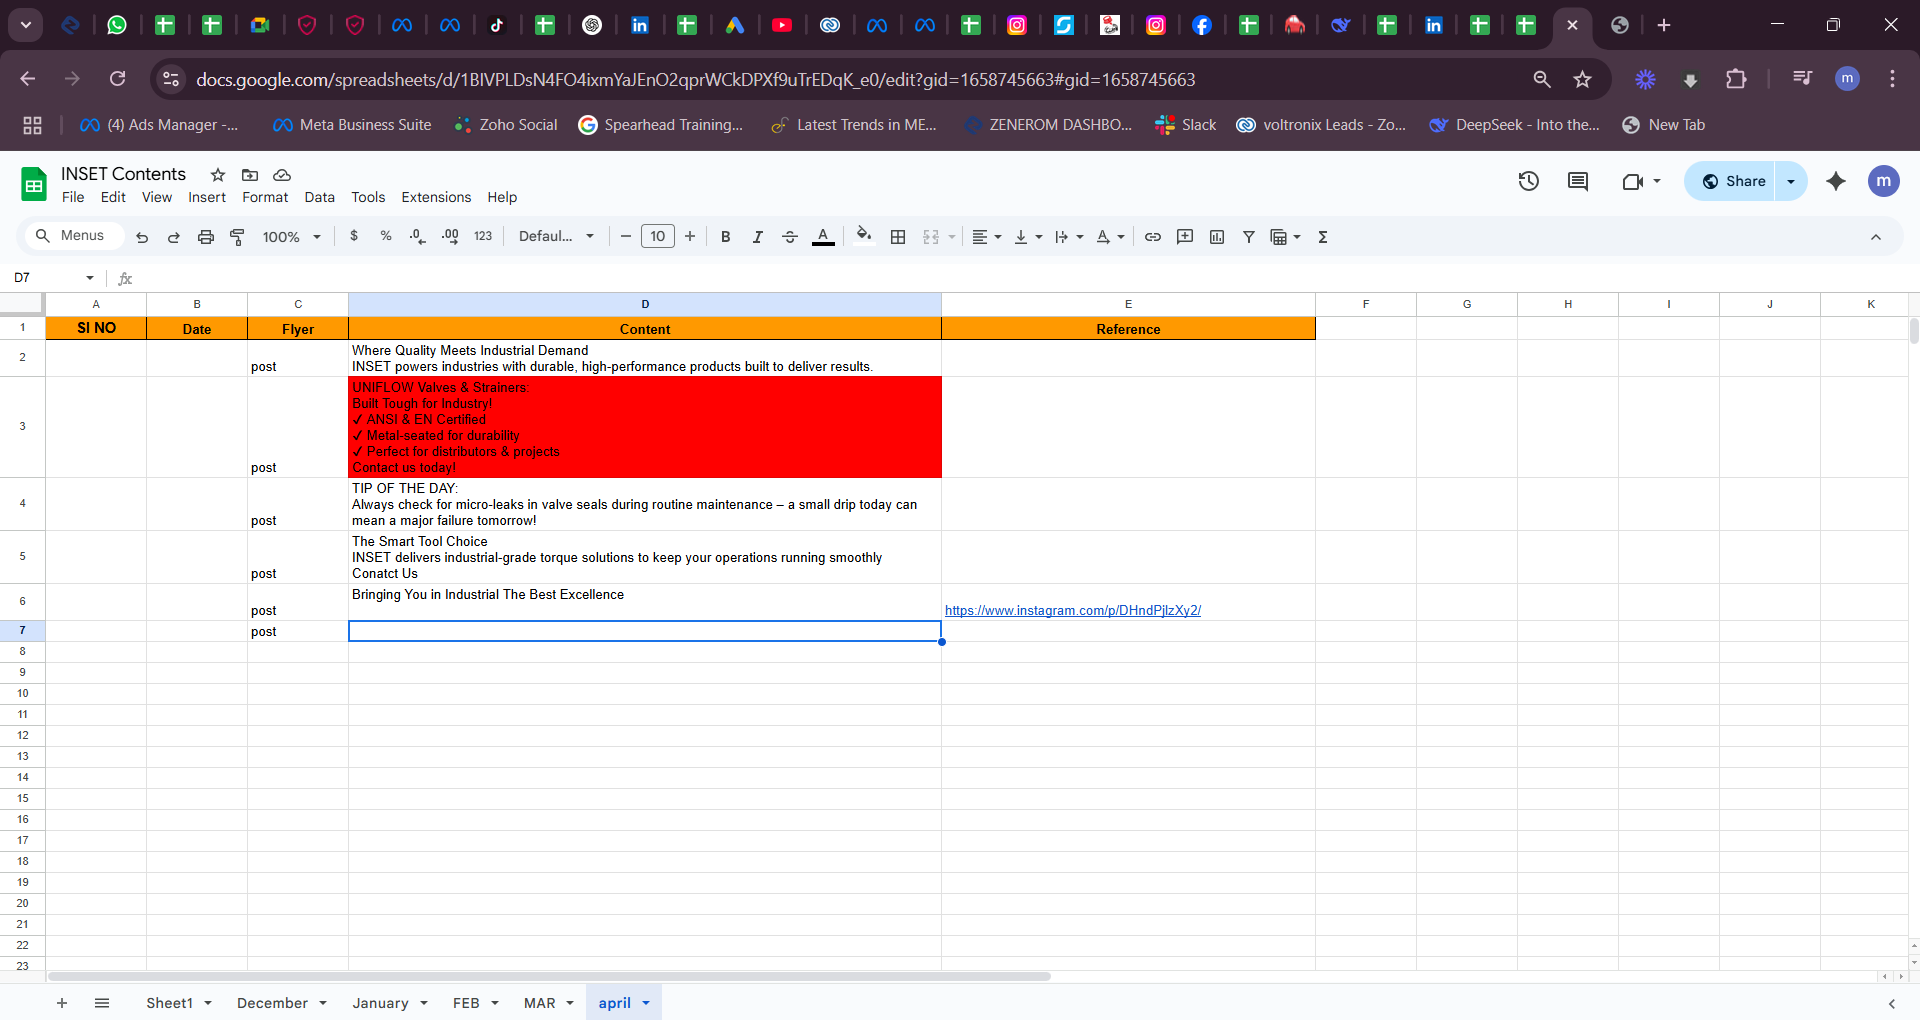 docs.google.com/spreadsheets/d/1BIVPLDsN4FO4ixmYaJEnO2qprWCkDPXf9uTrEDqK_e0/edit?gid=1658745663#gid=1658745663
m
(4) Ads Manager -...
Meta Business Suite
Zoho Social
Spearhead Training...
Latest Trends in ME...
ZENEROM DASHBO...
Slack
voltronix Leads - Zo...
DeepSeek - Into the...
New Tab
INSET Contents
File Edit View Insert Format Data Tools Extensions Help
Share
m
Menus
100%
$ % .0 .00 123
Defaul...
10
B I A
D7
fx
A B C D E F G H I J K
1 SI NO Date Flyer Content Reference
2
Where Quality Meets Industrial Demand
post INSET powers industries with durable, high-performance products built to deliver results.
3
UNIFLOW Valves & Strainers:
Built Tough for Industry!
✓ ANSI & EN Certified
✓ Metal-seated for durability
✓ Perfect for distributors & projects
post Contact us today!
4
TIP OF THE DAY:
Always check for micro-leaks in valve seals during routine maintenance – a small drip today can
post mean a major failure tomorrow!
5
The Smart Tool Choice
INSET delivers industrial-grade torque solutions to keep your operations running smoothly
post Conatct Us
6
Bringing You in Industrial The Best Excellence
post https://www.instagram.com/p/DHndPjlzXy2/
7 post
8
9
10
11
12
13
14
15
16
17
18
19
20
21
22
23
Sheet1 December January FEB MAR april